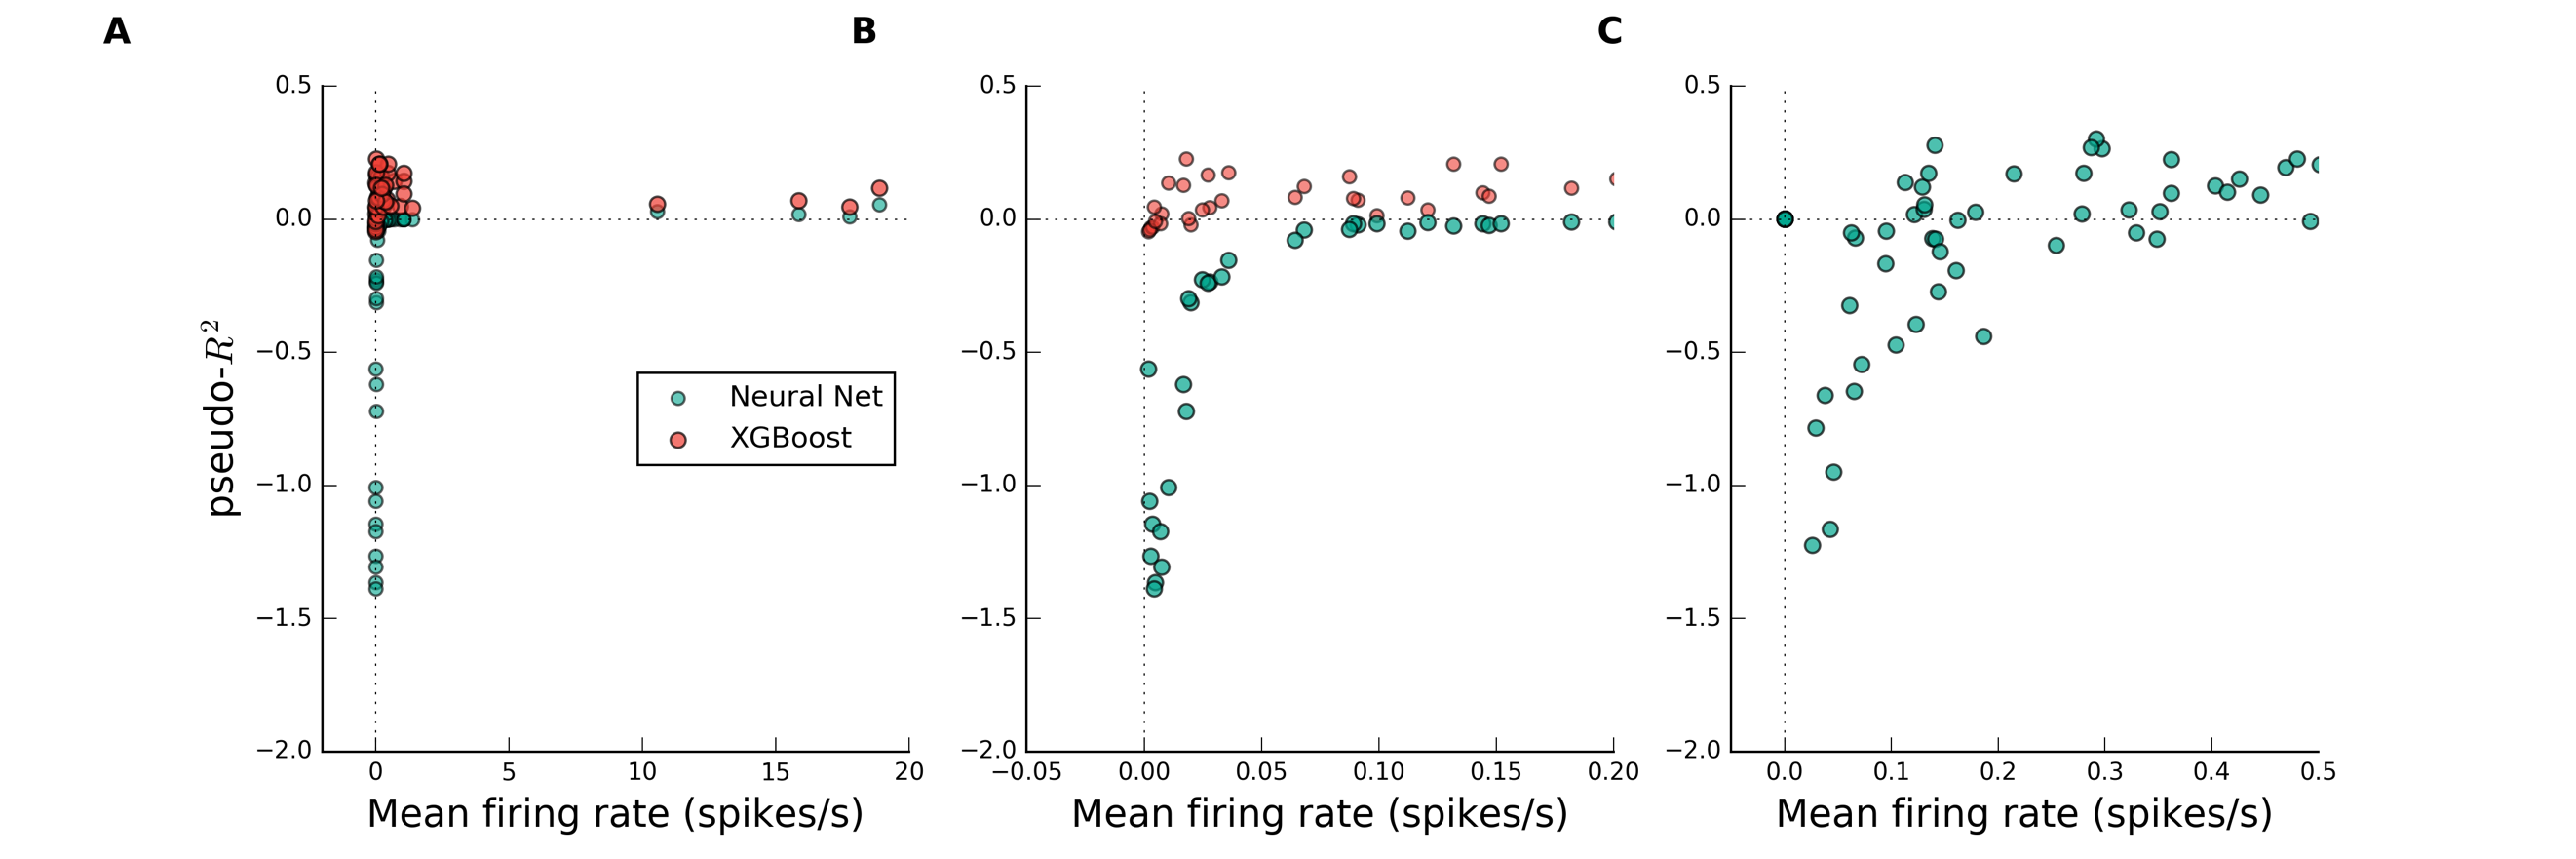 A
B
C
0.5
0.0
−0.5
−1.0
−1.5
−2.0
pseudo-R²
Neural Net
XGBoost
0 5 10 15 20
Mean firing rate (spikes/s)
0.5
0.0
−0.5
−1.0
−1.5
−2.0
−0.05 0.00 0.05 0.10 0.15 0.20
Mean firing rate (spikes/s)
0.5
0.0
−0.5
−1.0
−1.5
−2.0
0.0 0.1 0.2 0.3 0.4 0.5
Mean firing rate (spikes/s)